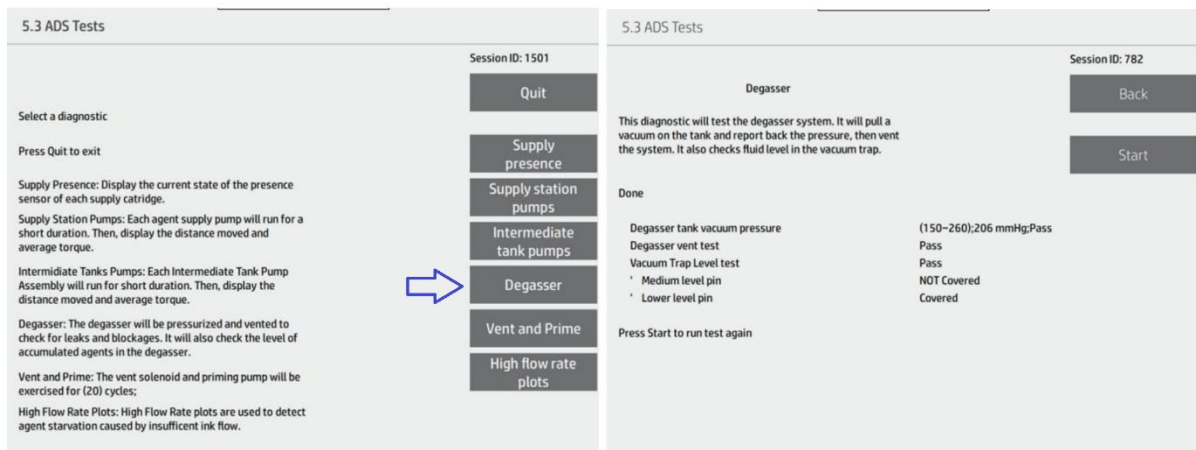 5.3 ADS Tests
Session ID: 1501
Quit
Select a diagnostic
Press Quit to exit
Supply
presence
Supply Presence: Display the current state of the presence
sensor of each supply catridge.
Supply station
pumps
Supply Station Pumps: Each agent supply pump will run for a
short duration. Then, display the distance moved and
average torque.
Intermediate
tank pumps
Intermidiate Tanks Pumps: Each Intermediate Tank Pump
Assembly will run for short duration. Then, display the
distance moved and average torque.
Degasser
Degasser: The degasser will be pressurized and vented to
check for leaks and blockages. It will also check the level of
accumulated agents in the degasser.
Vent and Prime
Vent and Prime: The vent solenoid and priming pump will be
exercised for (20) cycles;
High flow rate
plots
High Flow Rate Plots: High Flow Rate plots are used to detect
agent starvation caused by insufficent ink flow.
5.3 ADS Tests
Session ID: 782
Degasser
Back
This diagnostic will test the degasser system. It will pull a
vacuum on the tank and report back the pressure, then vent
the system. It also checks fluid level in the vacuum trap.
Start
Done
Degasser tank vacuum pressure (150~260);206 mmHg;Pass
Degasser vent test Pass
Vacuum Trap Level test Pass
' Medium level pin NOT Covered
' Lower level pin Covered
Press Start to run test again